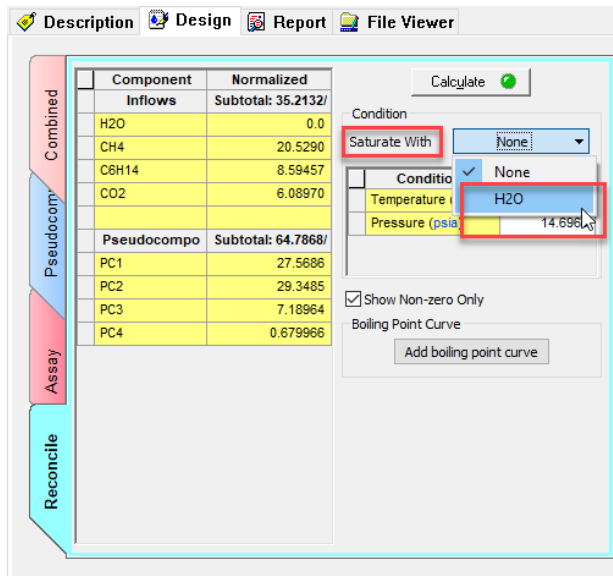 Description Design Report File Viewer
Combined
Pseudocomp
Assay
Reconcile
Component Normalized
Inflows Subtotal: 35.2132/
H2O 0.0
CH4 20.5290
C6H14 8.59457
CO2 6.08970
Pseudocompo Subtotal: 64.7868/
PC1 27.5686
PC2 29.3485
PC3 7.18964
PC4 0.679966
Calculate
Condition
Saturate With None
None
H2O
Conditio
Temperature (
Pressure (psia) 14.696
Show Non-zero Only
Boiling Point Curve
Add boiling point curve